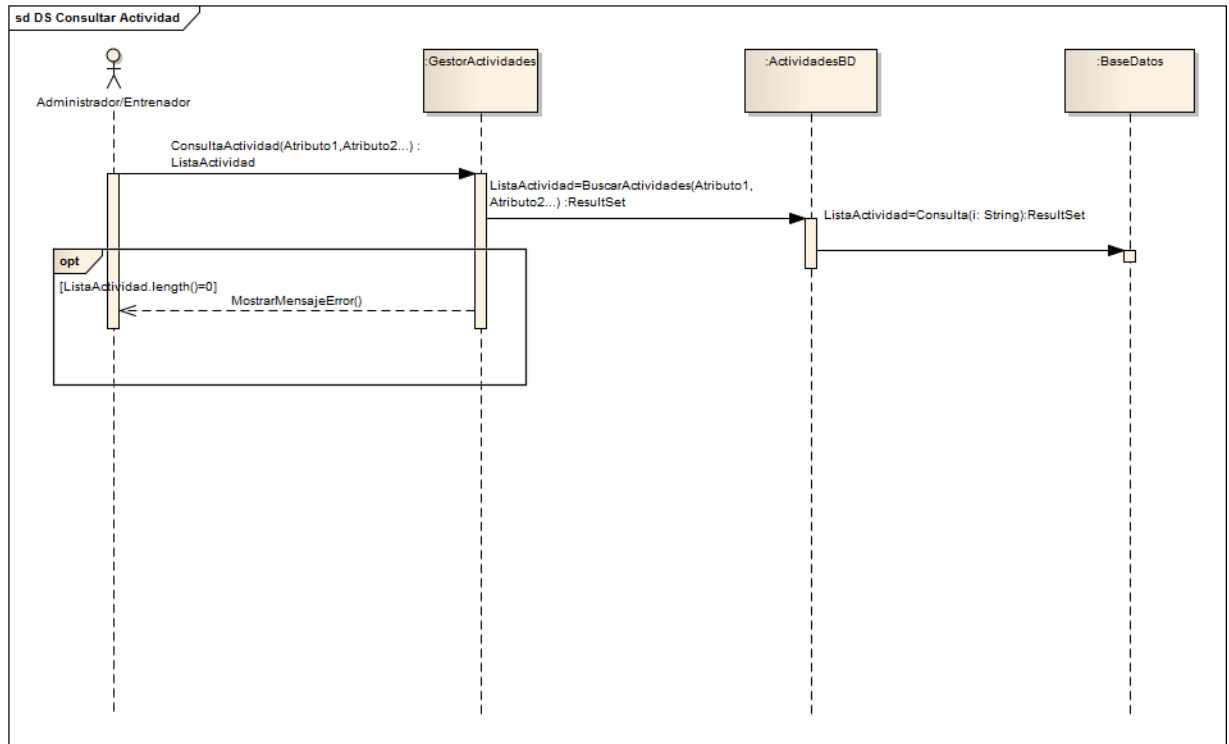 sd DS Consultar Actividad
Administrador/Entrenador
:GestorActividades
:ActividadesBD
:BaseDatos
ConsultaActividad(Atributo1,Atributo2...) :
ListaActividad
ListaActividad=BuscarActividades(Atributo1,
Atributo2...) :ResultSet
ListaActividad=Consulta(i: String):ResultSet
opt
[ListaActividad.length()=0]
MostrarMensajeError()